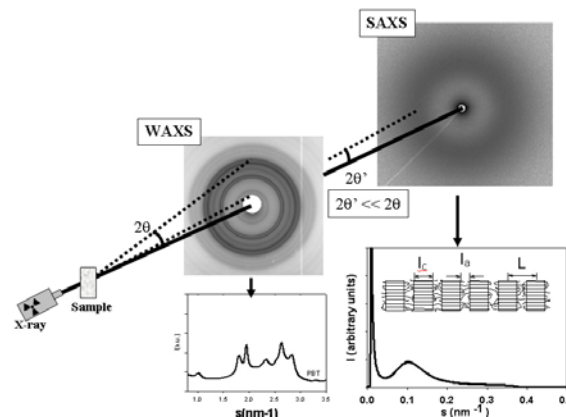 SAXS
WAXS
2θ'
2θ' << 2θ
2θ
Sample
X-ray
lc
la
L
I (arbitrary units)
0.0
0.1
0.2
0.3
0.4
s (nm -1)
PBT
1.0
1.5
2.0
2.5
3.0
3.5
s(nm-1)